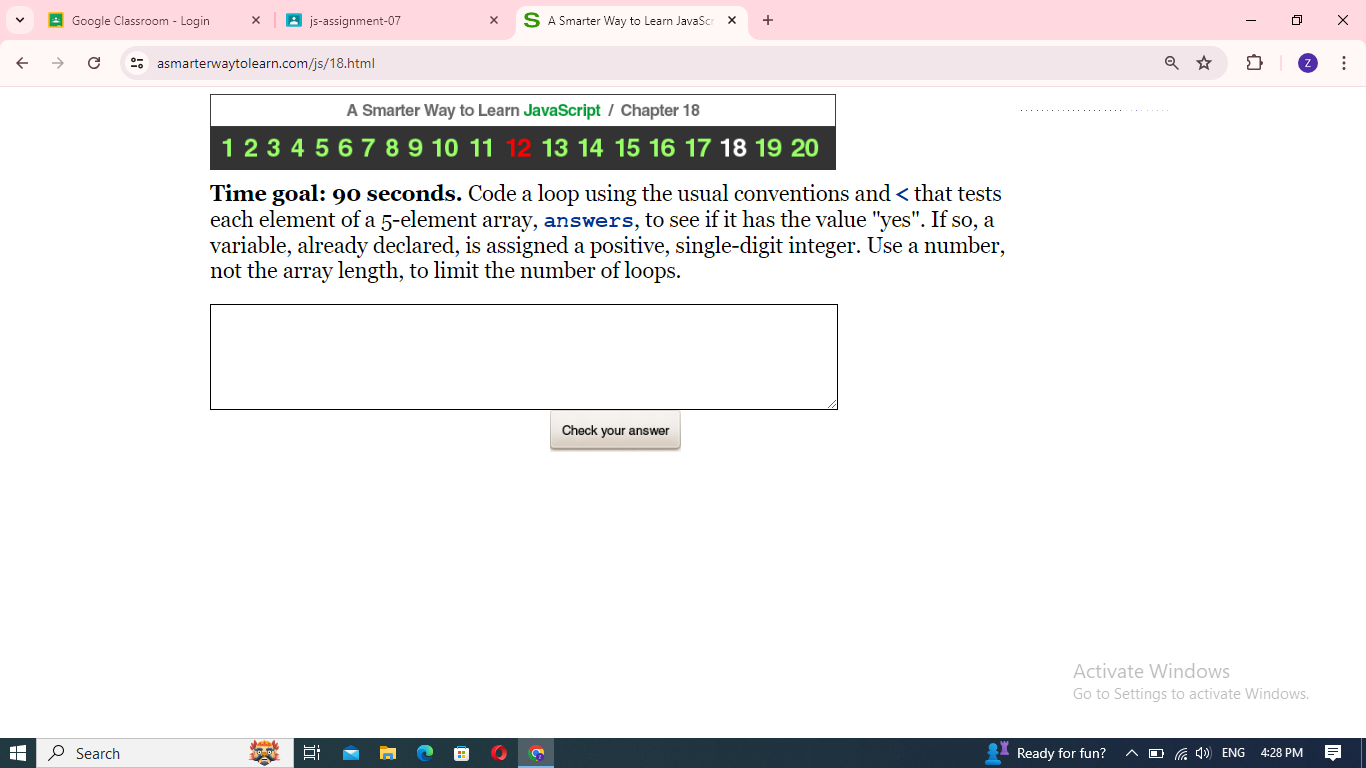 Google Classroom - Login
js-assignment-07
A Smarter Way to Learn JavaScr
asmarterwaytolearn.com/js/18.html
Z
A Smarter Way to Learn JavaScript / Chapter 18
1 2 3 4 5 6 7 8 9 10 11 12 13 14 15 16 17 18 19 20
Time goal: 90 seconds. Code a loop using the usual conventions and < that tests
each element of a 5-element array, answers, to see if it has the value "yes". If so, a
variable, already declared, is assigned a positive, single-digit integer. Use a number,
not the array length, to limit the number of loops.
Check your answer
Activate Windows
Go to Settings to activate Windows.
Search
Ready for fun?
ENG
4:28 PM